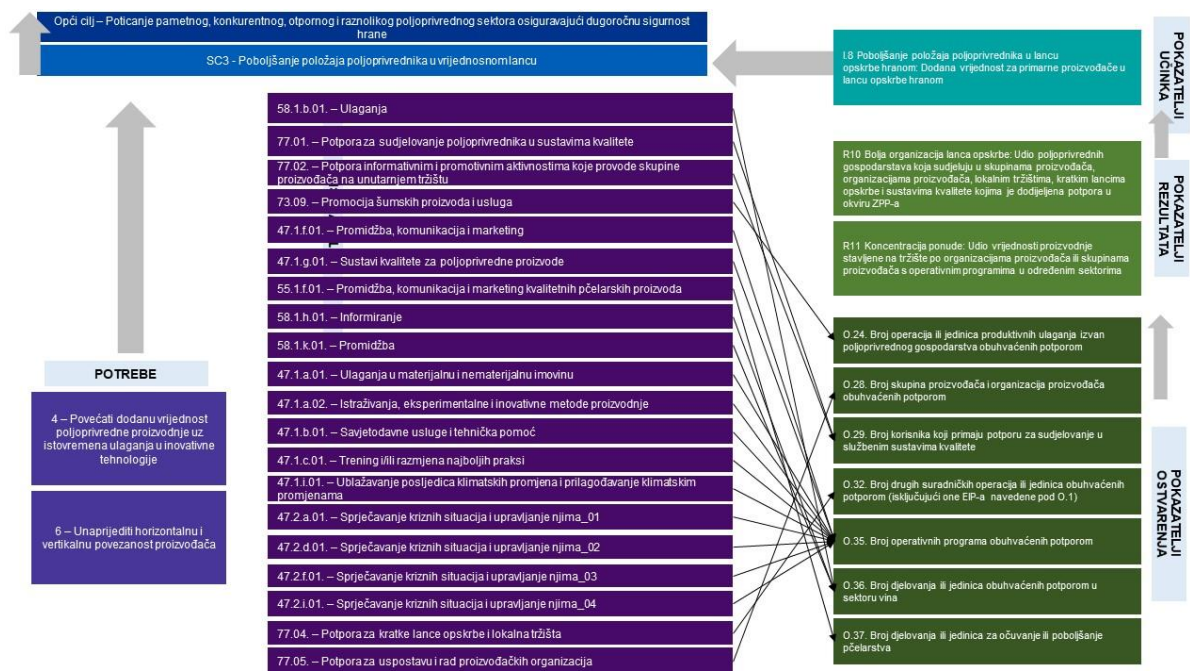 Opći cilj – Poticanje pametnog, konkurentnog, otpornog i raznolikog poljoprivrednog sektora osiguravajući dugoročnu sigurnost
hrane
SC3 - Poboljšanje položaja poljoprivrednika u vrijednosnom lancu
I.8 Poboljšanje položaja poljoprivrednika u lancu
opskrbe hranom: Dodana vrijednost za primarne proizvođače u
lancu opskrbe hranom
POKAZATELJI
UČINKA
58.1.b.01. – Ulaganja
77.01. – Potpora za sudjelovanje poljoprivrednika u sustavima kvalitete
77.02. – Potpora informativnim i promotivnim aktivnostima koje provode skupine
proizvođača na unutarnjem tržištu
73.09. – Promocija šumskih proizvoda i usluga
47.1.f.01. – Promidžba, komunikacija i marketing
47.1.g.01. – Sustavi kvalitete za poljoprivredne proizvode
55.1.f.01. – Promidžba, komunikacija i marketing kvalitetnih pčelarskih proizvoda
58.1.h.01. – Informiranje
58.1.k.01. – Promidžba
47.1.a.01. – Ulaganja u materijalnu i nematerijalnu imovinu
47.1.a.02. – Istraživanja, eksperimentalne i inovativne metode proizvodnje
47.1.b.01. – Savjetodavne usluge i tehnička pomoć
47.1.c.01. – Trening i/ili razmjena najboljih praksi
47.1.i.01. – Ublažavanje posljedica klimatskih promjena i prilagođavanje klimatskim
promjenama
47.2.a.01. – Sprječavanje kriznih situacija i upravljanje njima_01
47.2.d.01. – Sprječavanje kriznih situacija i upravljanje njima_02
47.2.f.01. – Sprječavanje kriznih situacija i upravljanje njima_03
47.2.i.01. – Sprječavanje kriznih situacija i upravljanje njima_04
77.04. – Potpora za kratke lance opskrbe i lokalna tržišta
77.05. – Potpora za uspostavu i rad proizvođačkih organizacija
POTREBE
4 – Povećati dodanu vrijednost
poljoprivredne proizvodnje uz
istovremena ulaganja u inovativne
tehnologije
6 – Unaprijediti horizontalnu i
vertikalnu povezanost proizvođača
R10 Bolja organizacija lanca opskrbe: Udio poljoprivrednih
gospodarstava koja sudjeluju u skupinama proizvođača,
organizacijama proizvođača, lokalnim tržištima, kratkim lancima
opskrbe i sustavima kvalitete kojima je dodijeljena potpora u
okviru ZPP-a
R11 Koncentracija ponude: Udio vrijednosti proizvodnje
stavljene na tržište po organizacijama proizvođača ili skupinama
proizvođača s operativnim programima u određenim sektorima
POKAZATELJI
REZULTATA
O.24. Broj operacija ili jedinica produktivnih ulaganja izvan
poljoprivrednog gospodarstva obuhvaćenih potporom
O.28. Broj skupina proizvođača i organizacija proizvođača
obuhvaćenih potporom
O.29. Broj korisnika koji primaju potporu za sudjelovanje u
službenim sustavima kvalitete
O.32. Broj drugih suradničkih operacija ili jedinica obuhvaćenih
potporom (isključujući one EIP-a navedene pod O.1)
O.35. Broj operativnih programa obuhvaćenih potporom
O.36. Broj djelovanja ili jedinica obuhvaćenih potporom u
sektoru vina
O.37. Broj djelovanja ili jedinica za očuvanje ili poboljšanje
pčelarstva
POKAZATELJI
OSTVARENJA